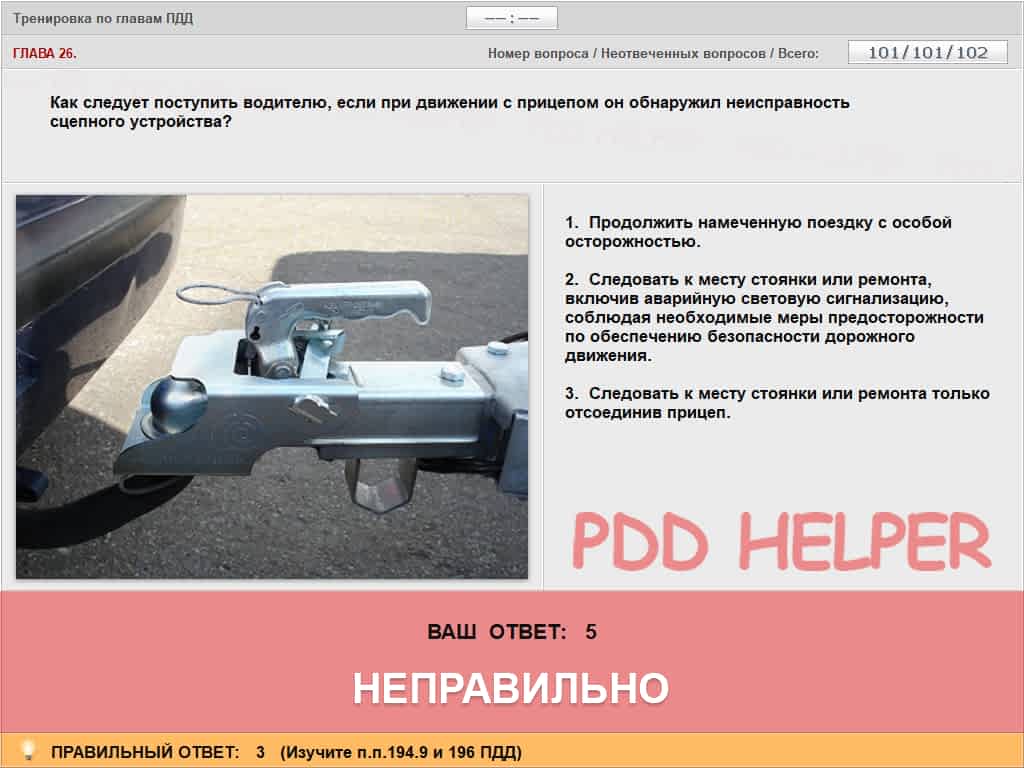 Тренировка по главам ПДД
—— : ——
ГЛАВА 26.
Номер вопроса / Неотвеченных вопросов / Всего:
101/101/102
Как следует поступить водителю, если при движении с прицепом он обнаружил неисправность
сцепного устройства?
1. Продолжить намеченную поездку с особой
осторожностью.
2. Следовать к месту стоянки или ремонта,
включив аварийную световую сигнализацию,
соблюдая необходимые меры предосторожности
по обеспечению безопасности дорожного
движения.
3. Следовать к месту стоянки или ремонта только
отсоединив прицеп.
PDD HELPER
ВАШ ОТВЕТ: 5
НЕПРАВИЛЬНО
ПРАВИЛЬНЫЙ ОТВЕТ: 3 (Изучите п.п.194.9 и 196 ПДД)